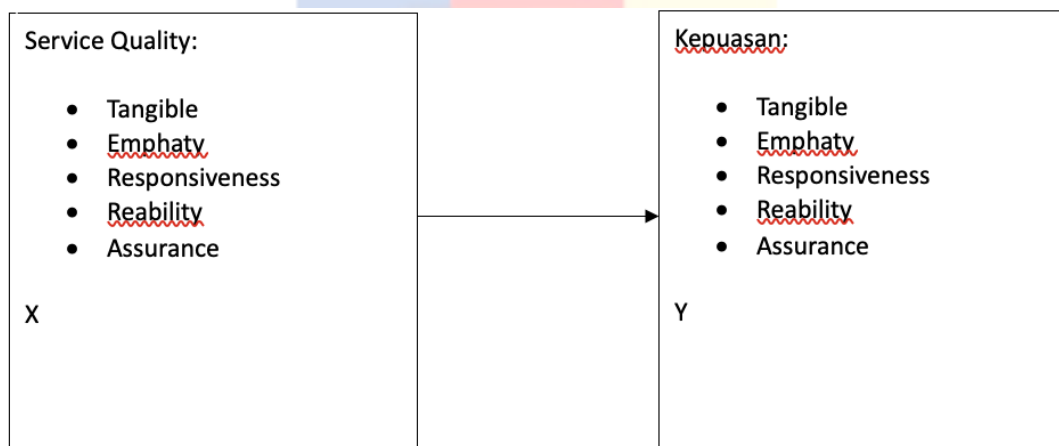 Service Quality:
• Tangible
• Emphaty
• Responsiveness
• Reability
• Assurance
X
Kepuasan:
• Tangible
• Emphaty
• Responsiveness
• Reability
• Assurance
Y